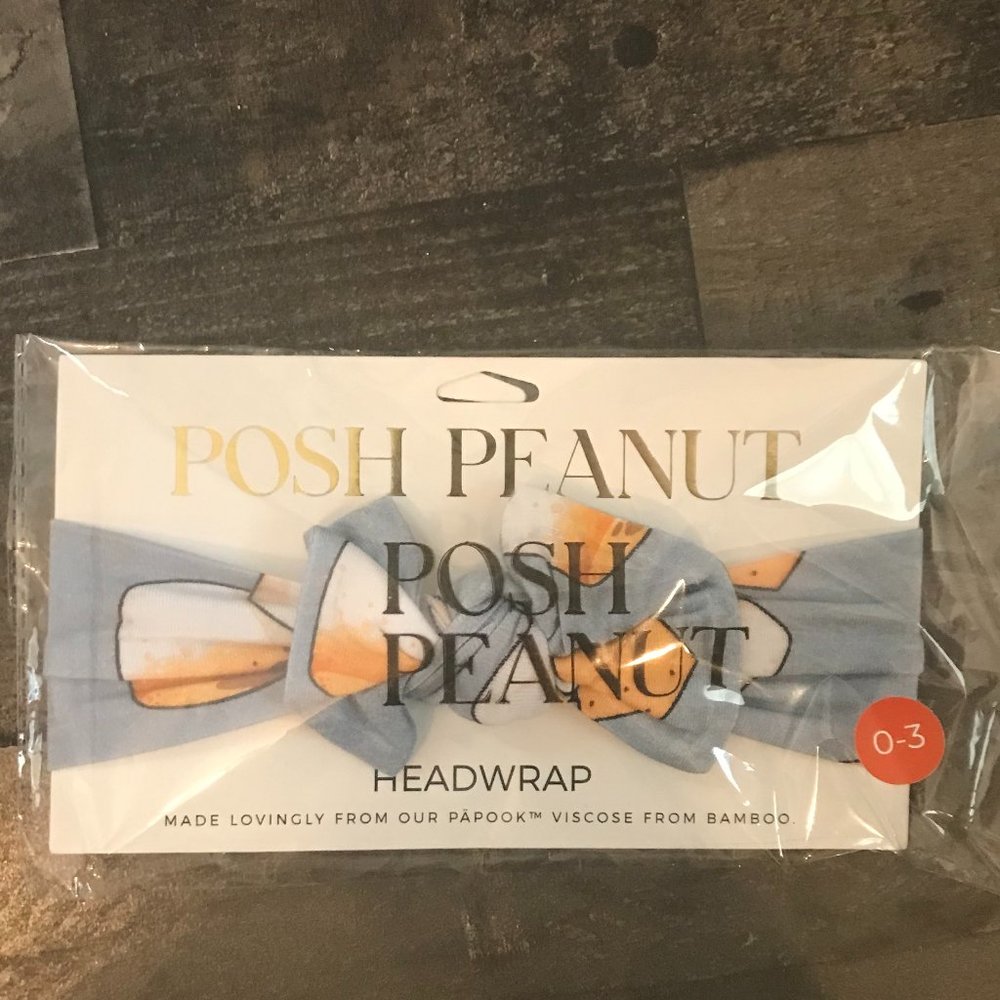 POSH PEANUT
POSH
PEANUT
0-3
HEADWRAP
MADE LOVINGLY FROM OUR PĀPOOK™ VISCOSE FROM BAMBOO.